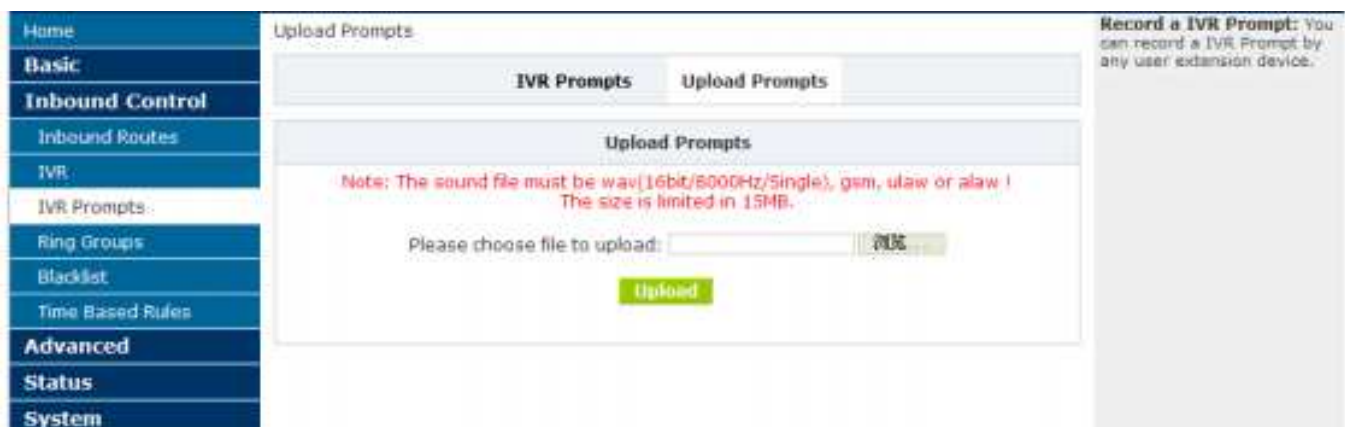 Home
Basic
Inbound Control
Inbound Routes
IVR
IVR Prompts
Ring Groups
Blacklist
Time Based Rules
Advanced
Status
System
Upload Prompts
IVR Prompts
Upload Prompts
Upload Prompts
Note: The sound file must be wav(16bit/8000Hz/Single), gsm, ulaw or alaw !
The size is limited in 15MB.
Please choose file to upload:
浏览...
Upload
Record a IVR Prompt: You
can record a IVR Prompt by
any user extension device.